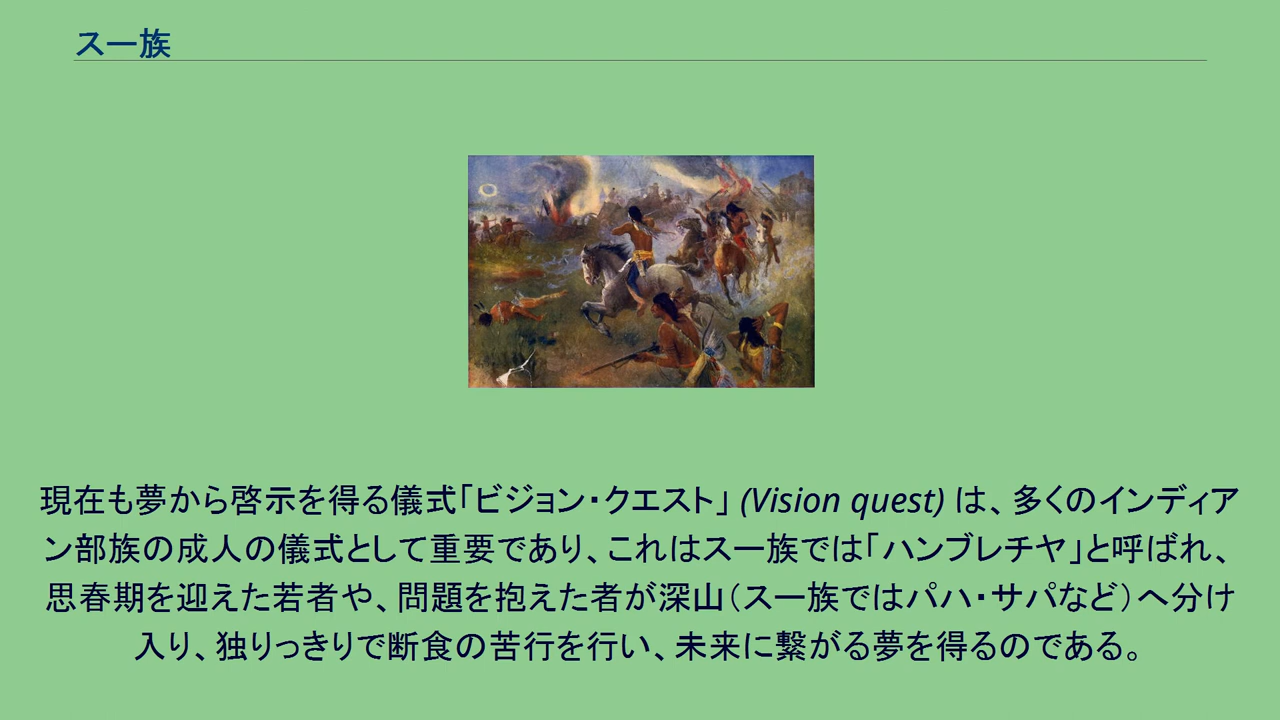 スー族
現在も夢から啓示を得る儀式「ビジョン・クエスト」 (Vision quest) は、多くのインディア
ン部族の成人の儀式として重要であり、これはスー族では「ハンブレチヤ」と呼ばれ、
思春期を迎えた若者や、問題を抱えた者が深山（スー族ではパハ・サパなど）へ分け
入り、独りっきりで断食の苦行を行い、未来に繋がる夢を得るのである。